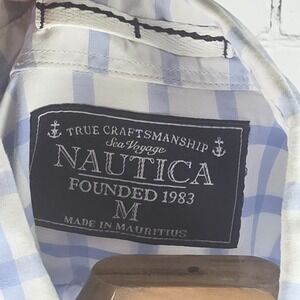 TRUE CRAFTSMANSHIP
Sea Voyage
NAUTICA
FOUNDED 1983
M
MADE IN MAURITIUS